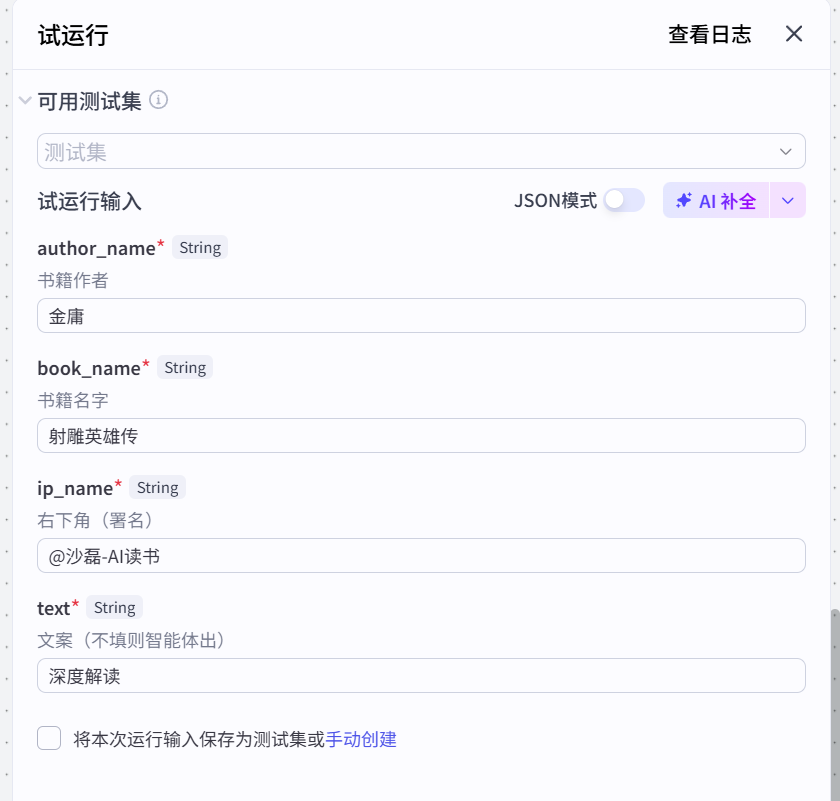 试运行
查看日志
可用测试集
测试集
试运行输入
JSON模式
AI 补全
author_name* String
书籍作者
金庸
book_name* String
书籍名字
射雕英雄传
ip_name* String
右下角（署名）
@沙磊-AI读书
text* String
文案（不填则智能体出）
深度解读
将本次运行输入保存为测试集或手动创建